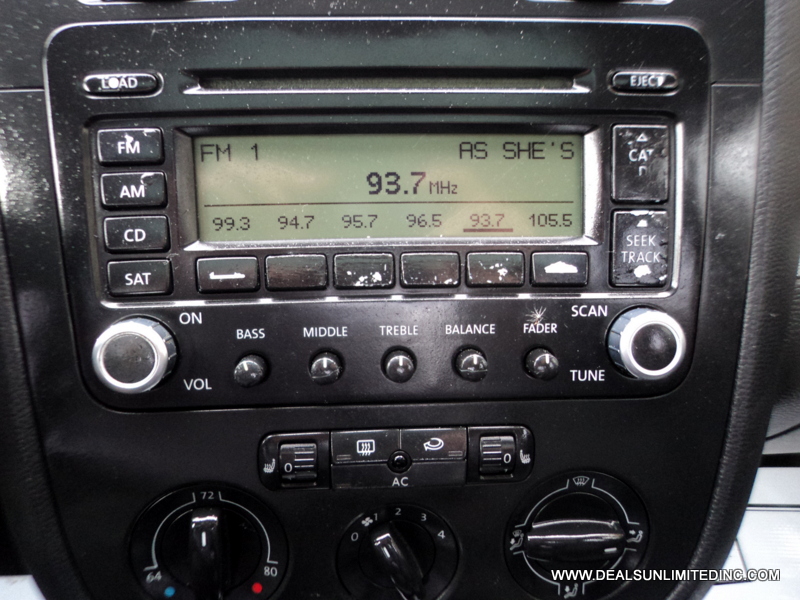 LOAD EJECT
FM FM 1 AS SHE'S CAT
AM 93.7 MHz
CD 99.3 94.7 95.7 96.5 93.7 105.5 SEEK
SAT TRACK
ON SCAN
BASS MIDDLE TREBLE BALANCE FADER
VOL TUNE
0 0
AC
72 0 1 2 3 4
64 80
WWW.DEALSUNLIMITEDINC.COM